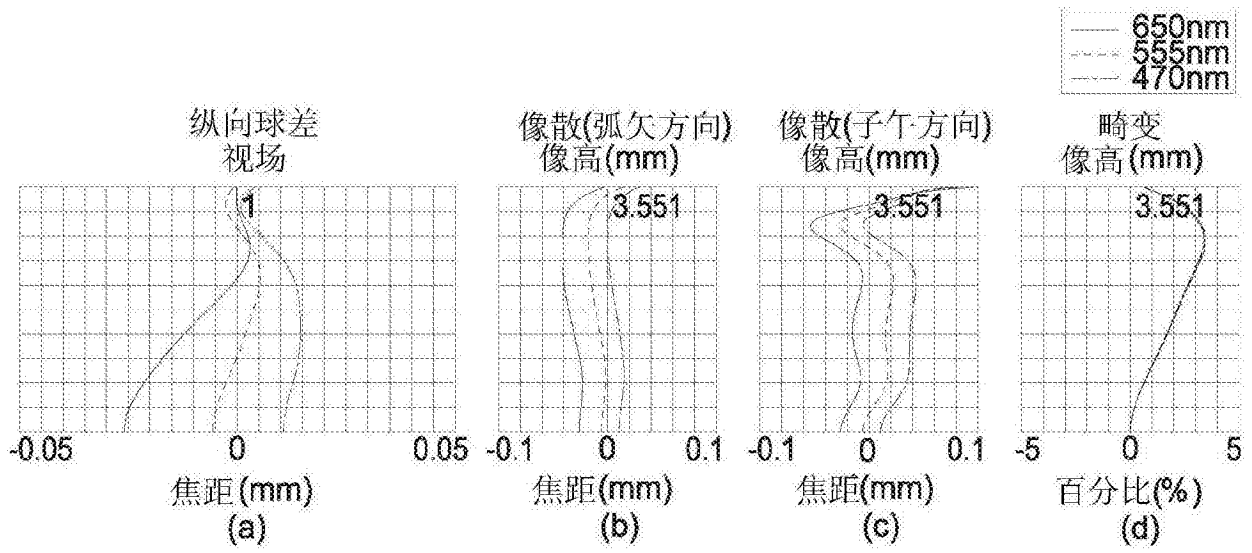 650nm
555nm
470nm
纵向球差
视场
1
-0.05
0
0.05
焦距(mm)
(a)
像散(弧矢方向)
像高(mm)
3.551
-0.1
0
0.1
焦距(mm)
(b)
像散(子午方向)
像高(mm)
3.551
-0.1
0
0.1
焦距(mm)
(c)
畸变
像高(mm)
3.551
-5
0
5
百分比(%)
(d)